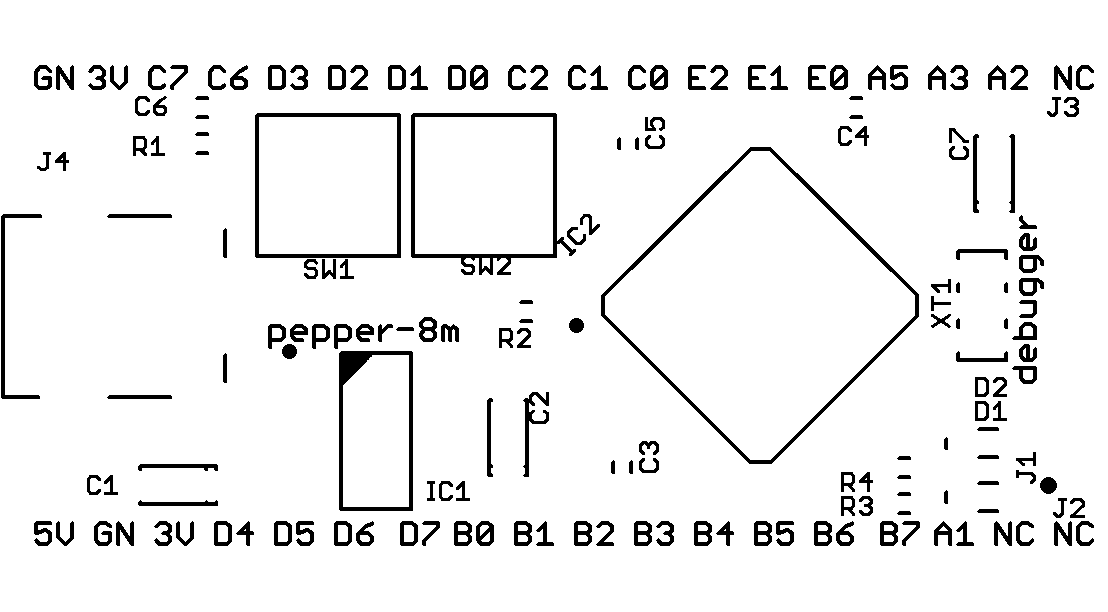 GN 3V C7 C6 D3 D2 D1 D0 C2 C1 C0 E2 E1 E0 A5 A3 A2 NC
C6
J3
C5
C4
C7
R1
J4
IC2
SW1
SW2
debugger
XT1
pepper-8m
R2
D2
C2
D1
C3
J1
C1
IC1
R4
R3
J2
5V GN 3V D4 D5 D6 D7 B0 B1 B2 B3 B4 B5 B6 B7 A1 NC NC